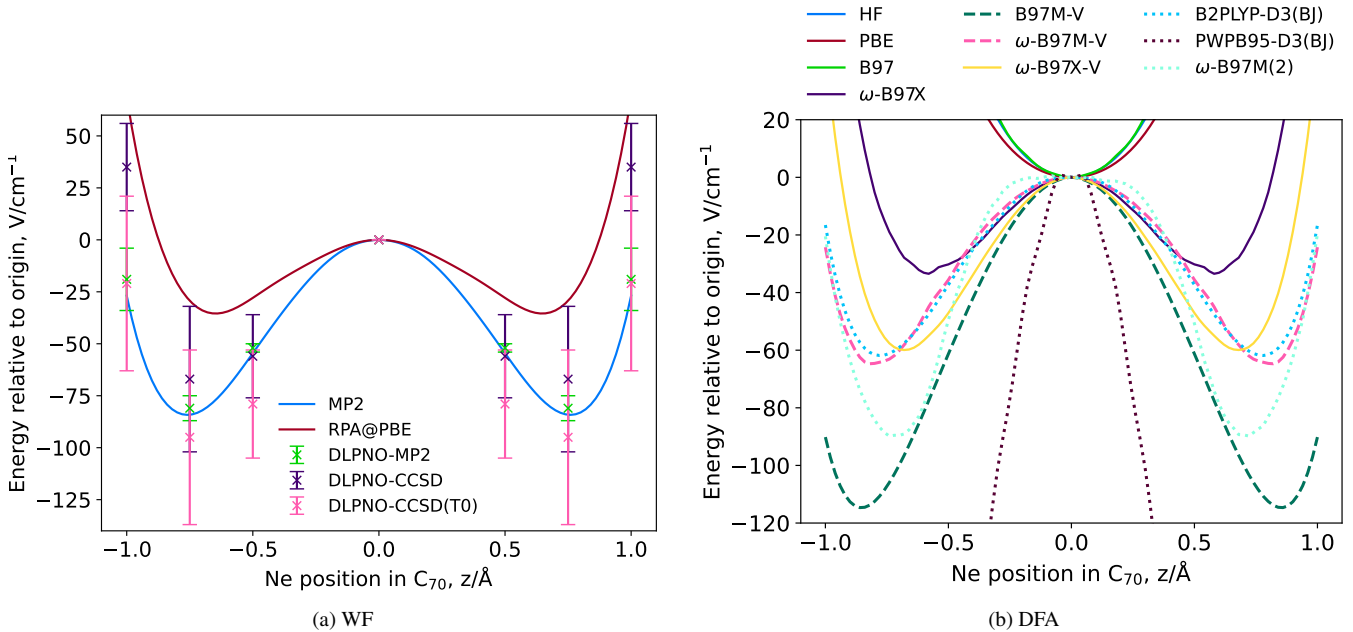 50
25
0
−25
−50
−75
−100
−125
Energy relative to origin, V/cm⁻¹
MP2
RPA@PBE
DLPNO-MP2
DLPNO-CCSD
DLPNO-CCSD(T0)
−1.0 −0.5 0.0 0.5 1.0
Ne position in C₇₀, z/Å
(a) WF
HF B97M-V B2PLYP-D3(BJ)
PBE ω-B97M-V PWPB95-D3(BJ)
B97 ω-B97X-V ω-B97M(2)
ω-B97X
20
0
−20
−40
−60
−80
−100
−120
Energy relative to origin, V/cm⁻¹
−1.0 −0.5 0.0 0.5 1.0
Ne position in C₇₀, z/Å
(b) DFA